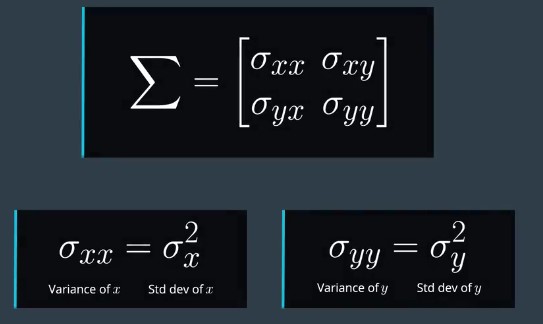 ∑ = [σxx σxy
σyx σyy]
σxx = σx²
Variance of x Std dev of x
σyy = σy²
Variance of y Std dev of y